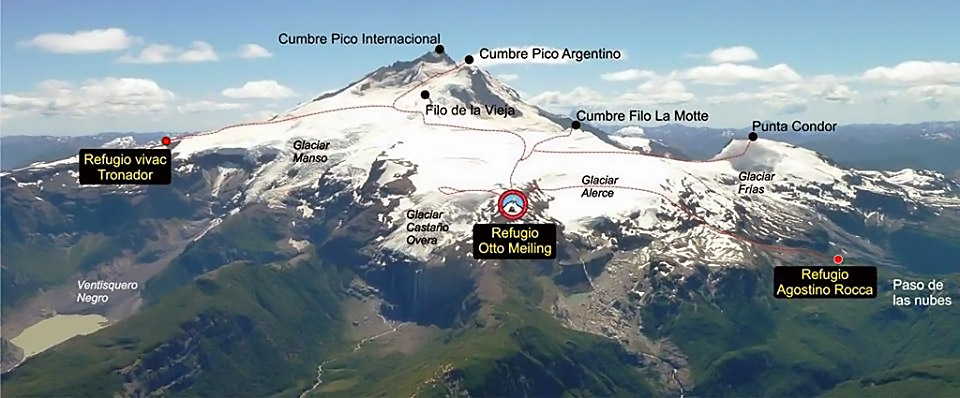 Cumbre Pico Internacional
Cumbre Pico Argentino
Filo de la Vieja
Cumbre Filo La Motte
Punta Condor
Refugio vivac
Tronador
Glaciar
Manso
Glaciar
Alerce
Glaciar
Frias
Glaciar
Castaño
Overa
Refugio
Otto Meiling
Refugio
Agostino Rocca
Paso de
las nubes
Ventisquero
Negro